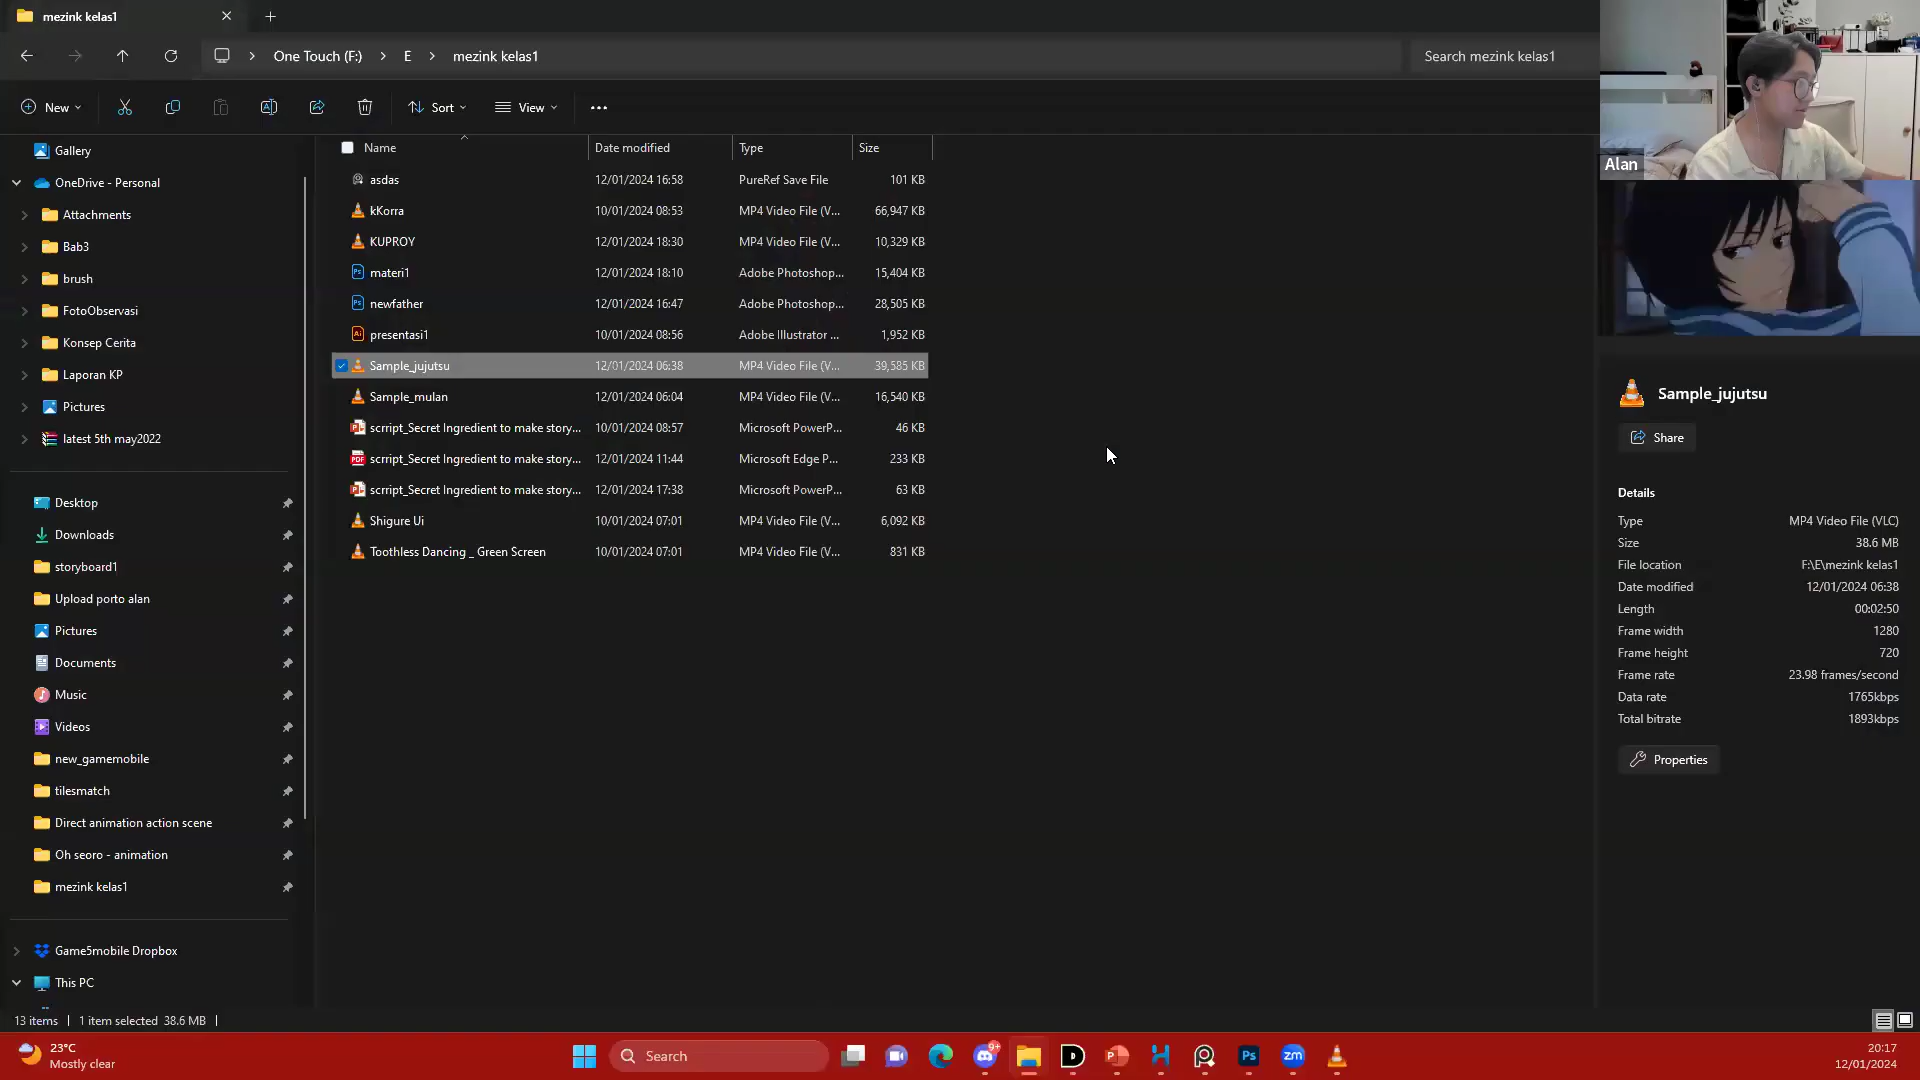 mezink kelas1
One Touch (F:) > E > mezink kelas1
Search mezink kelas1
New
Sort
View
Alan
Name Date modified Type Size
asdas 12/01/2024 16:58 PureRef Save File 101 KB
kKorra 10/01/2024 08:53 MP4 Video File (V... 66,947 KB
KUPROY 12/01/2024 18:30 MP4 Video File (V... 10,329 KB
materi1 12/01/2024 18:10 Adobe Photoshop... 15,404 KB
newfather 12/01/2024 16:47 Adobe Photoshop... 28,505 KB
presentasi1 10/01/2024 08:56 Adobe Illustrator ... 1,952 KB
Sample_jujutsu 12/01/2024 06:38 MP4 Video File (V... 39,585 KB
Sample_mulan 12/01/2024 06:04 MP4 Video File (V... 16,540 KB
scrript_Secret Ingredient to make story... 10/01/2024 08:57 Microsoft PowerP... 46 KB
scrript_Secret Ingredient to make story... 12/01/2024 11:44 Microsoft Edge P... 233 KB
scrript_Secret Ingredient to make story... 12/01/2024 17:38 Microsoft PowerP... 63 KB
Shigure Ui 10/01/2024 07:01 MP4 Video File (V... 6,092 KB
Toothless Dancing _ Green Screen 10/01/2024 07:01 MP4 Video File (V... 831 KB
Gallery
OneDrive - Personal
Attachments
Bab3
brush
FotoObservasi
Konsep Cerita
Laporan KP
Pictures
latest 5th may2022
Desktop
Downloads
storyboard1
Upload porto alan
Pictures
Documents
Music
Videos
new_gamemobile
tilesmatch
Direct animation action scene
Oh seoro - animation
mezink kelas1
Game5mobile Dropbox
This PC
Sample_jujutsu
Share
Details
Type MP4 Video File (VLC)
Size 38.6 MB
File location F:\E\mezink kelas1
Date modified 12/01/2024 06:38
Length 00:02:50
Frame width 1280
Frame height 720
Frame rate 23.98 frames/second
Data rate 1765kbps
Total bitrate 1893kbps
Properties
13 items | 1 item selected 38.6 MB |
23°C
Mostly clear
Search
9+
Ps
zm
20:17
12/01/2024